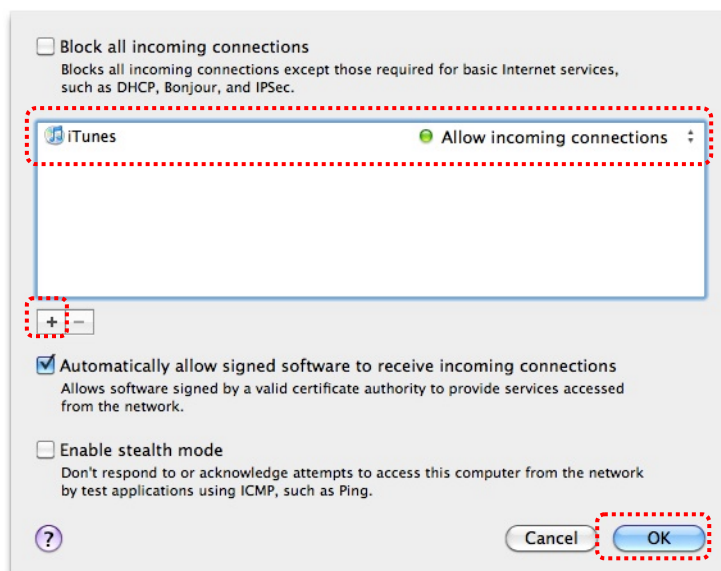 Block all incoming connections
Blocks all incoming connections except those required for basic Internet services,
such as DHCP, Bonjour, and IPSec.
iTunes Allow incoming connections
+ −
Automatically allow signed software to receive incoming connections
Allows software signed by a valid certificate authority to provide services accessed
from the network.
Enable stealth mode
Don't respond to or acknowledge attempts to access this computer from the network
by test applications using ICMP, such as Ping.
? Cancel OK